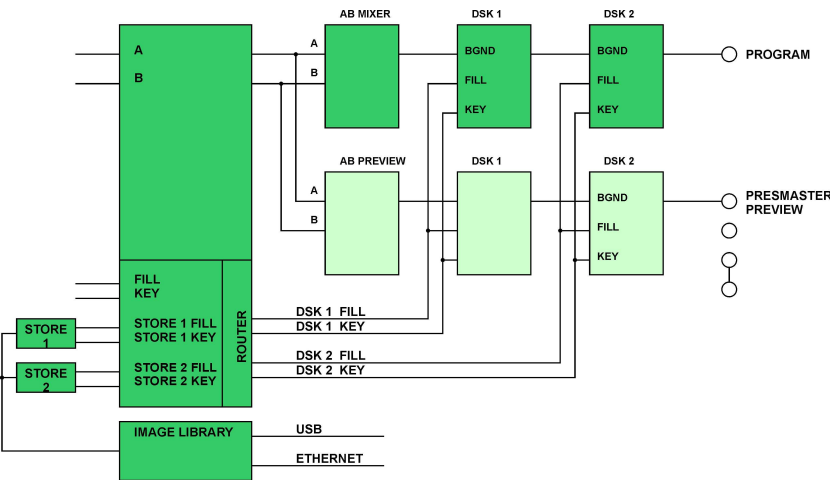 AB MIXER
DSK 1
DSK 2
A
B
A
B
BGND
FILL
KEY
BGND
FILL
KEY
PROGRAM
AB PREVIEW
DSK 1
DSK 2
A
B
BGND
FILL
KEY
PRESMASTER
PREVIEW
FILL
KEY
STORE 1 FILL
STORE 1 KEY
STORE 2 FILL
STORE 2 KEY
ROUTER
STORE
1
STORE
2
DSK 1 FILL
DSK 1 KEY
DSK 2 FILL
DSK 2 KEY
IMAGE LIBRARY
USB
ETHERNET